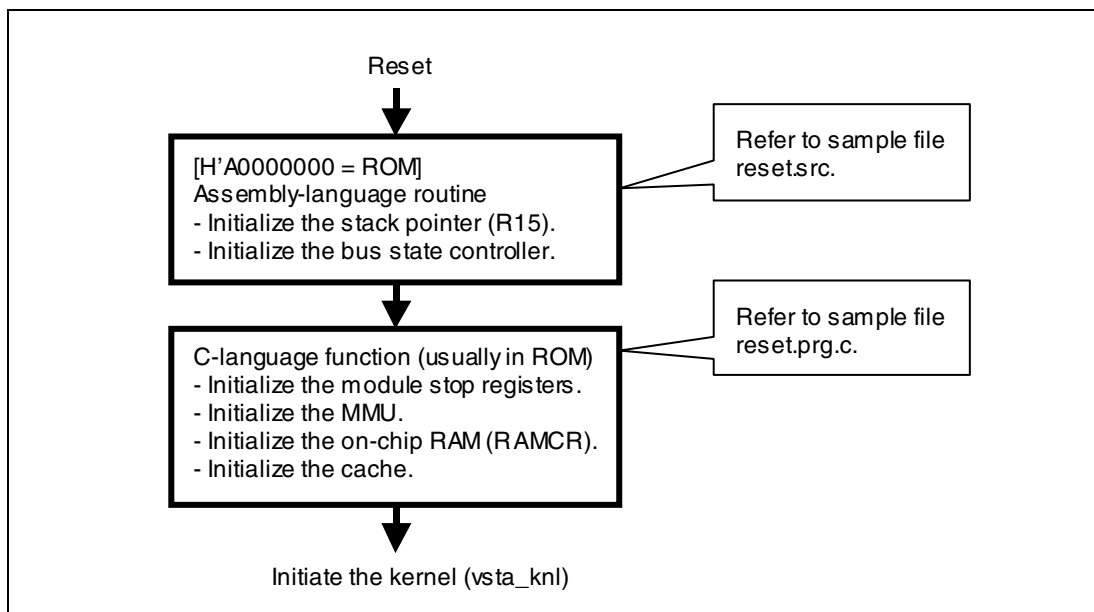 Reset
Refer to sample file
reset.src.
[H'A0000000 = ROM]
Assembly-language routine
- Initialize the stack pointer (R15).
- Initialize the bus state controller.
Refer to sample file
reset.prg.c.
C-language function (usually in ROM)
- Initialize the module stop registers.
- Initialize the MMU.
- Initialize the on-chip RAM (RAMCR).
- Initialize the cache.
Initiate the kernel (vsta_knl)